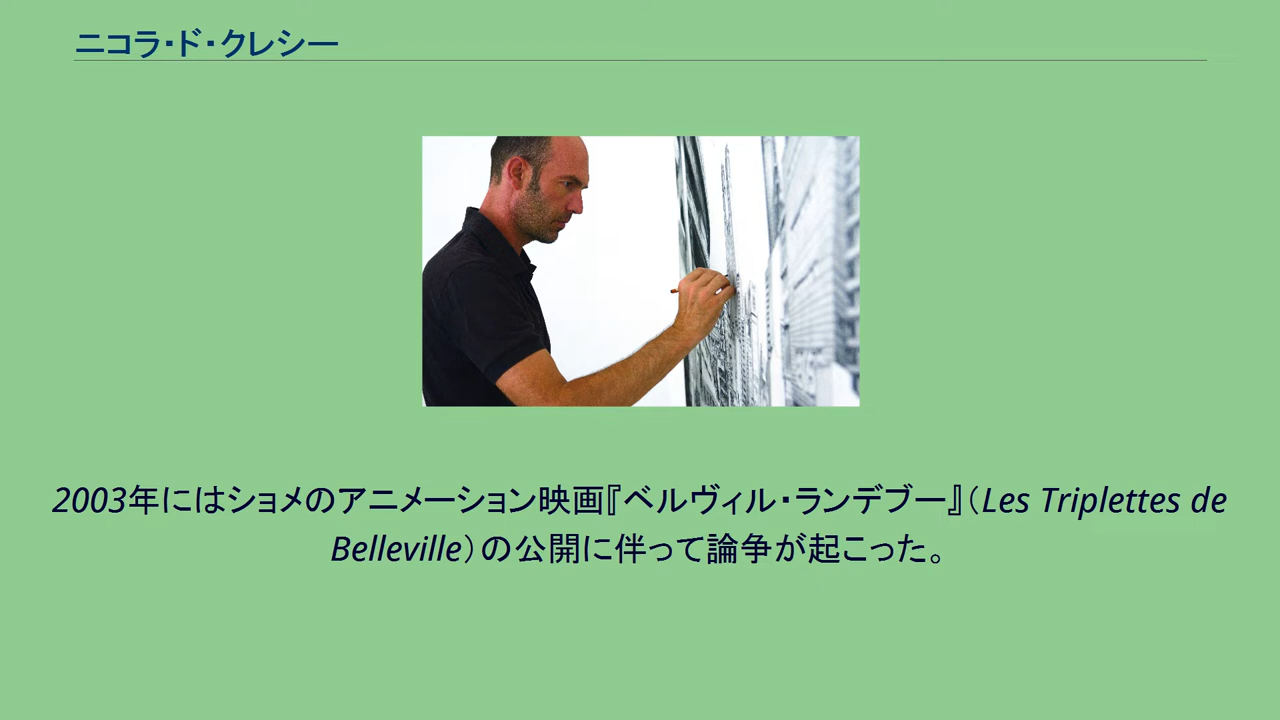 ニコラ・ド・クレシー
2003年にはショメのアニメーション映画『ベルヴィル・ランデブー』（Les Triplettes de
Belleville）の公開に伴って論争が起こった。